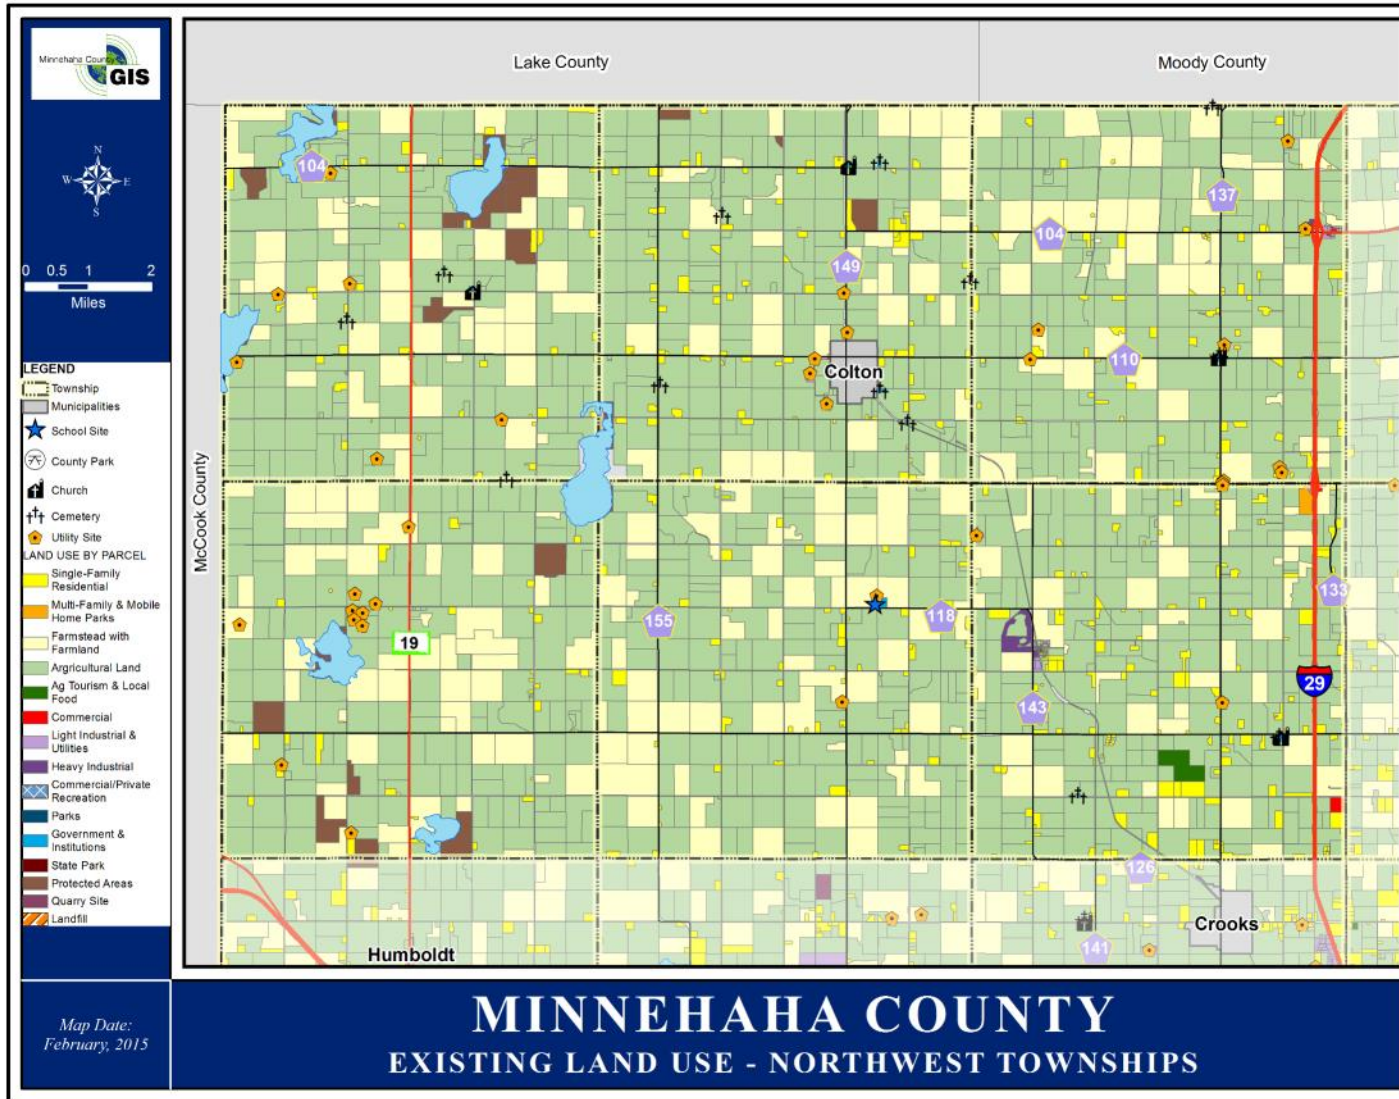 Minnehaha County
GIS
N
W
E
S
0 0.5 1 2
Miles
LEGEND
Township
Municipalities
School Site
County Park
Church
Cemetery
Utility Site
LAND USE BY PARCEL
Single-Family
Residential
Multi-Family & Mobile
Home Parks
Farmstead with
Farmland
Argricultural Land
Ag Tourism & Local
Food
Commercial
Light Industrial &
Utilities
Heavy Industrial
Commercial/Private
Recreation
Parks
Government &
Institutions
State Park
Protected Areas
Quarry Site
Landfill
Map Date:
February, 2015
Lake County
Moody County
McCook County
104
137
104
149
110
Colton
133
155
118
19
29
143
126
Crooks
141
Humboldt
MINNEHAHA COUNTY
EXISTING LAND USE - NORTHWEST TOWNSHIPS